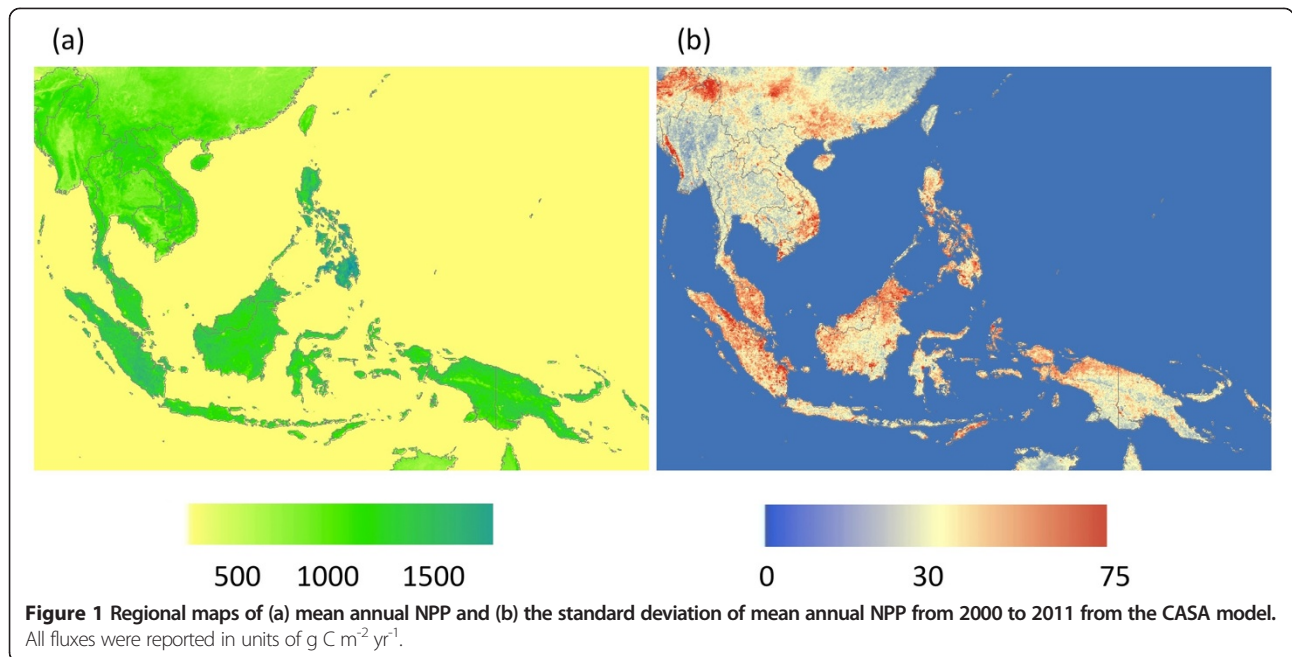 (a) (b)
500 1000 1500 0 30 75
Figure 1 Regional maps of (a) mean annual NPP and (b) the standard deviation of mean annual NPP from 2000 to 2011 from the CASA model.
All fluxes were reported in units of g C m⁻² yr⁻¹.